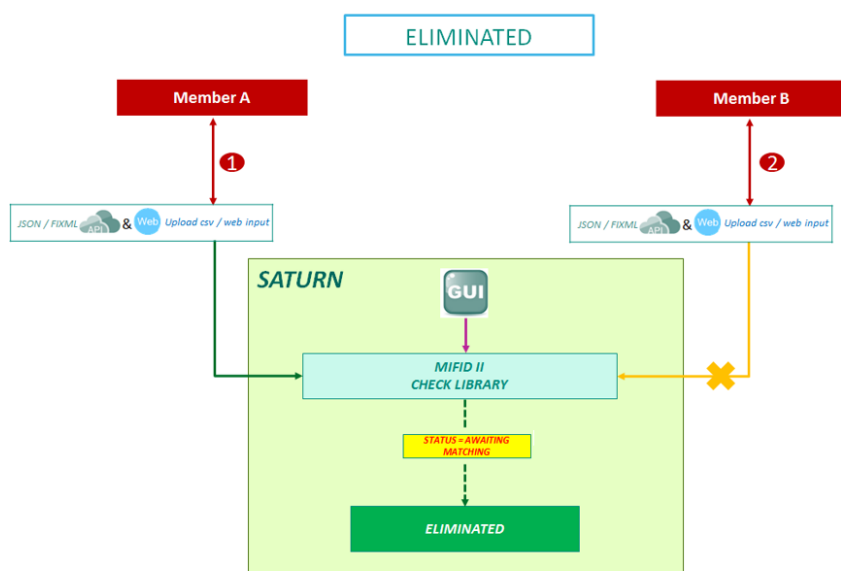 ELIMINATED
Member A
Member B
1
2
JSON / FIXML API & Web Upload csv / web input
JSON / FIXML API & Web Upload csv / web input
SATURN
GUI
MIFID II
CHECK LIBRARY
STATUS = AWAITING
MATCHING
ELIMINATED